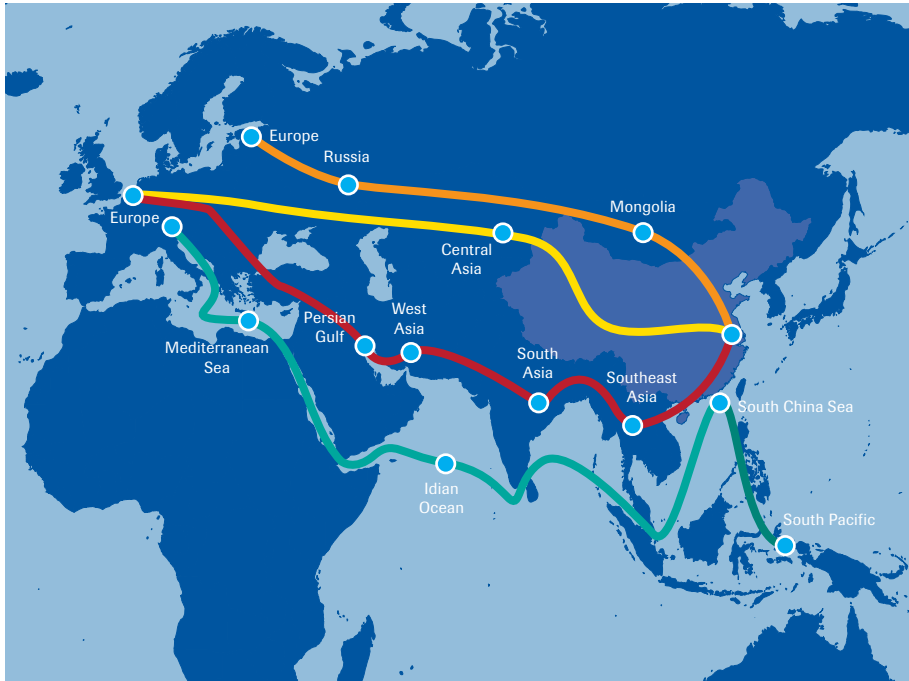 Europe
Russia
Mongolia
Europe
Central
Asia
Persian
Gulf
West
Asia
Mediterranean
Sea
South
Asia
Southeast
Asia
South China Sea
Idian
Ocean
South Pacific